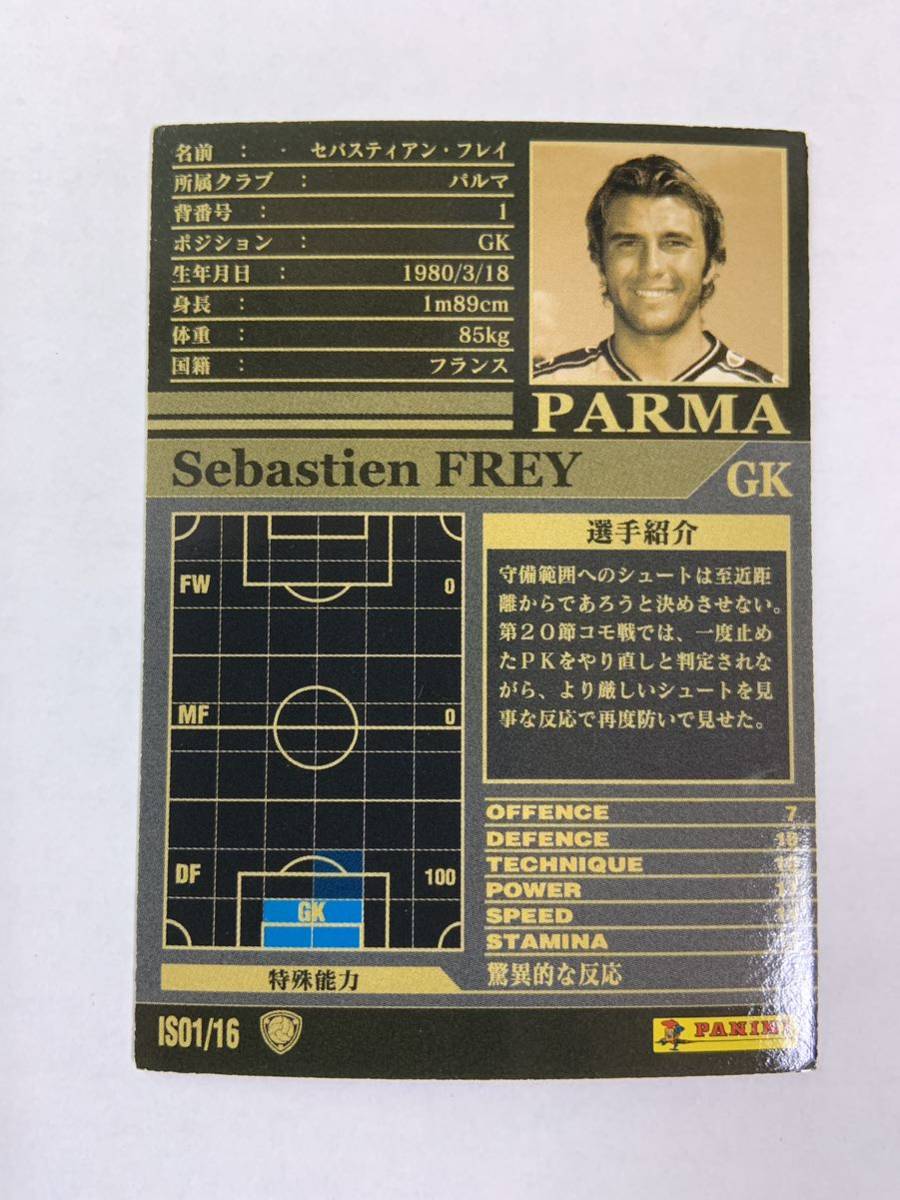 名前 ： ・ セバスティアン・フレイ
所属クラブ ： パルマ
背番号 ： 1
ポジション ： GK
生年月日 ： 1980/3/18
身長 ： 1m89cm
体重 ： 85kg
国籍 ： フランス
PARMA
Sebastien FREY
GK
FW 0
MF 0
DF 100
GK
選手紹介
守備範囲へのシュートは至近距
離からであろうと決めさせない。
第２０節コモ戦では、一度止め
たＰＫをやり直しと判定されな
がら、より厳しいシュートを見
事な反応で再度防いで見せた。
OFFENCE 7
DEFENCE
TECHNIQUE
POWER
SPEED
STAMINA
特殊能力
驚異的な反応
IS01/16
PANINI